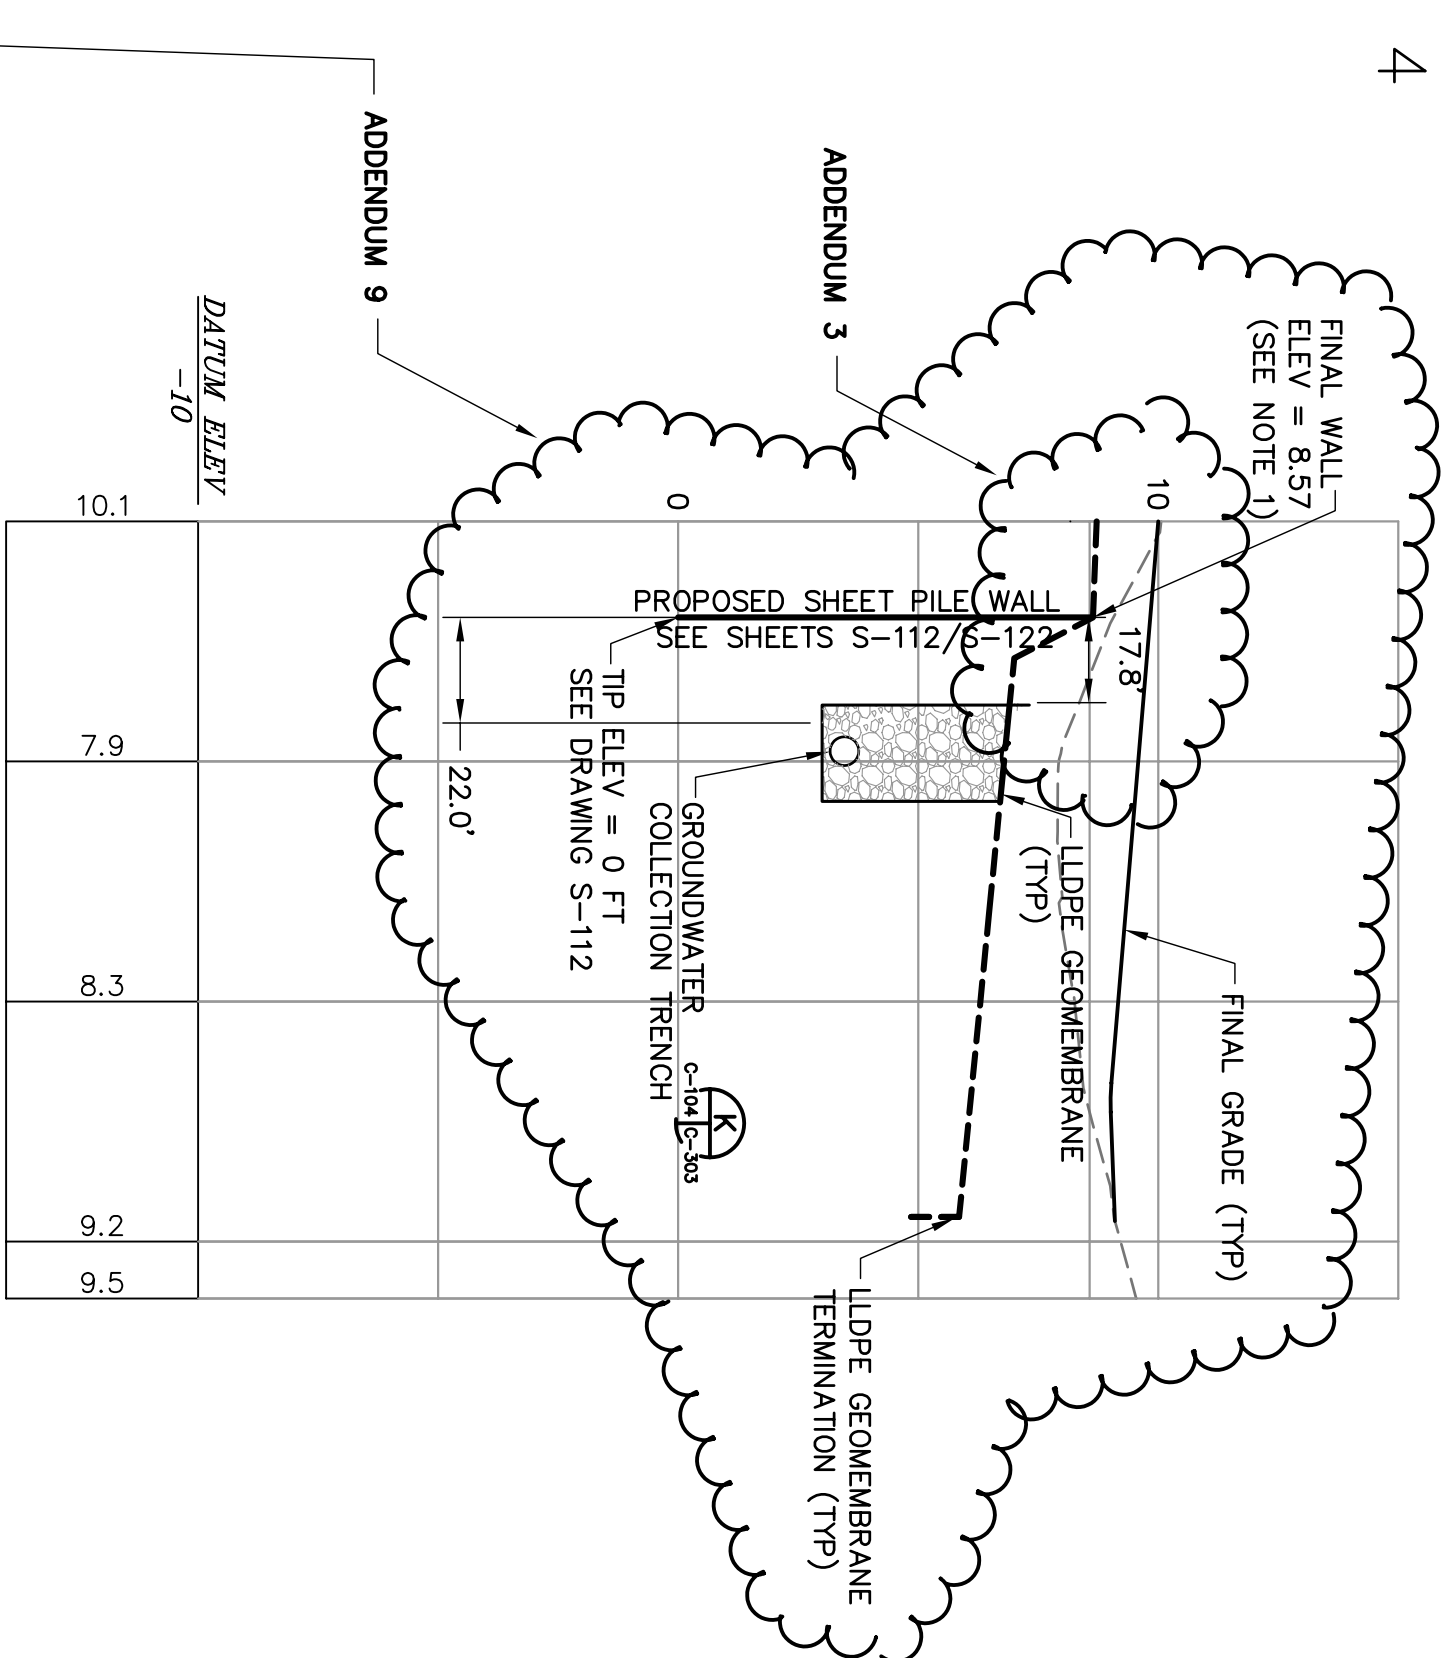 4
FINAL WALL
ELEV = 8.57
(SEE NOTE 1)
ADDENDUM 3
ADDENDUM 9
DATUM ELEV
-10
10
0
17.8'
22.0'
PROPOSED SHEET PILE WALL
SEE SHEETS S-112/S-122
TIP ELEV = 0 FT
SEE DRAWING S-112
GROUNDWATER
COLLECTION TRENCH
LLDPE GEOMEMBRANE
(TYP)
FINAL GRADE (TYP)
K
C-104
C-303
LLDPE GEOMEMBRANE
TERMINATION (TYP)
10.1
7.9
8.3
9.2
9.5